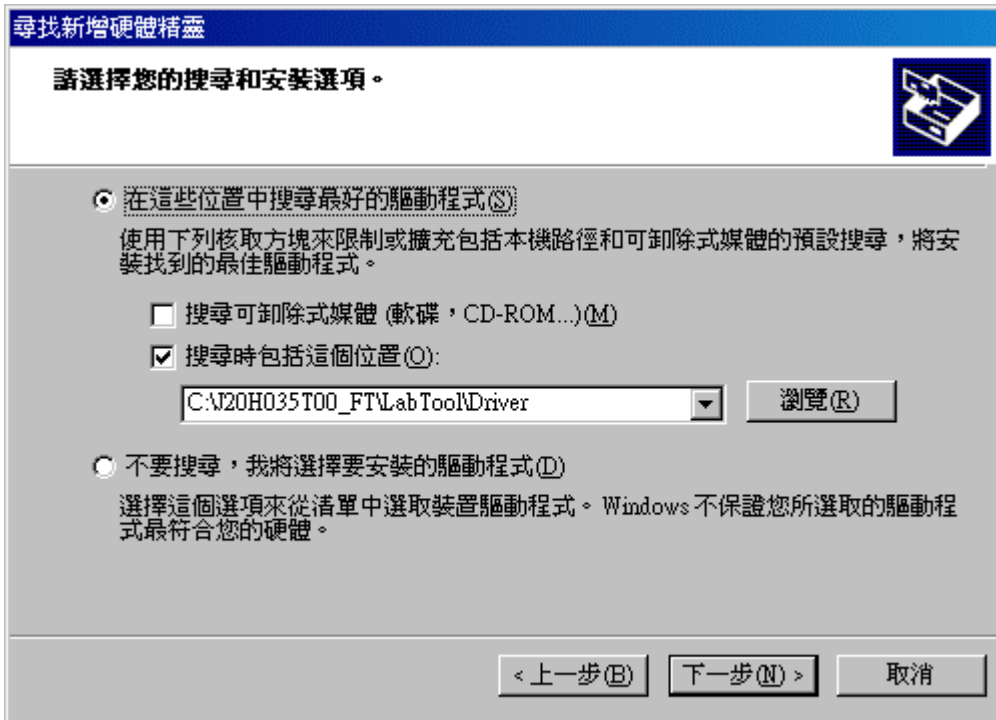 尋找新增硬體精靈
請選擇您的搜尋和安裝選項。
在這些位置中搜尋最好的驅動程式(S)
使用下列核取方塊來限制或擴充包括本機路徑和可卸除式媒體的預設搜尋，將安
裝找到的最佳驅動程式。
搜尋可卸除式媒體 (軟碟，CD-ROM...)(M)
搜尋時包括這個位置(O):
C:\J20H035T00_FT\LabTool\Driver
瀏覽(R)
不要搜尋，我將選擇要安裝的驅動程式(D)
選擇這個選項來從清單中選取裝置驅動程式。Windows 不保證您所選取的驅動程
式最符合您的硬體。
< 上一步(B) 下一步(N) > 取消